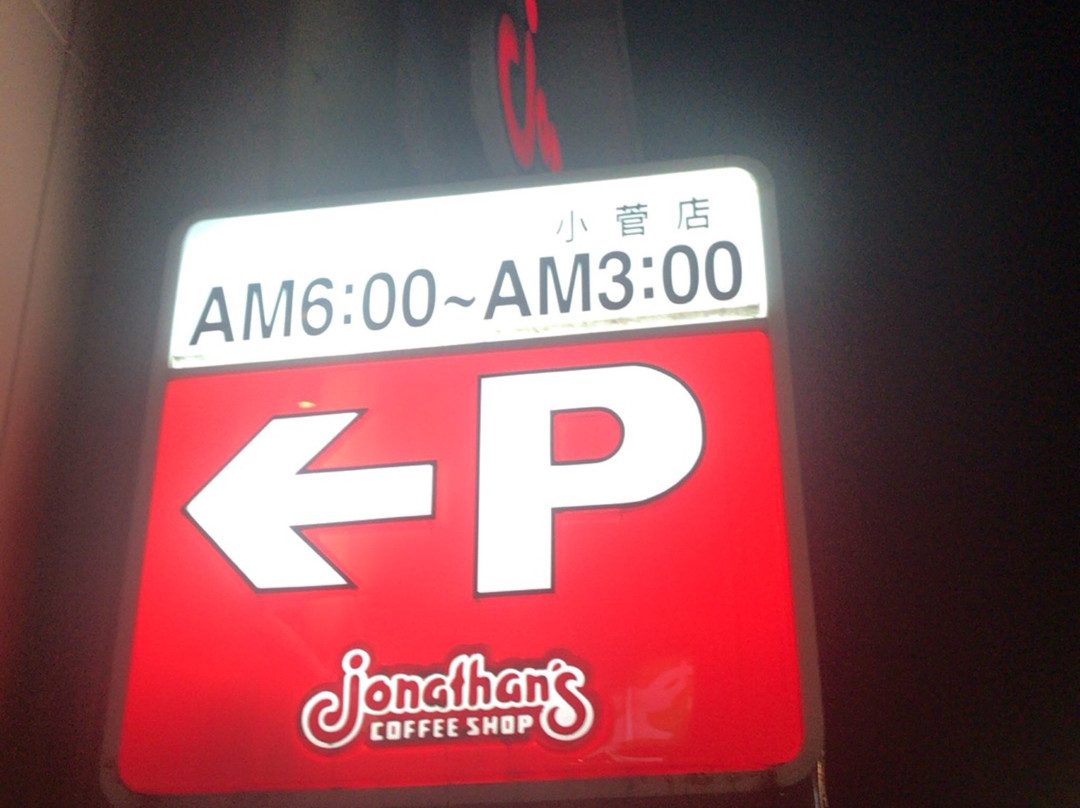 小菅店
AM6:00~AM3:00
←P
jonathan's
COFFEE SHOP